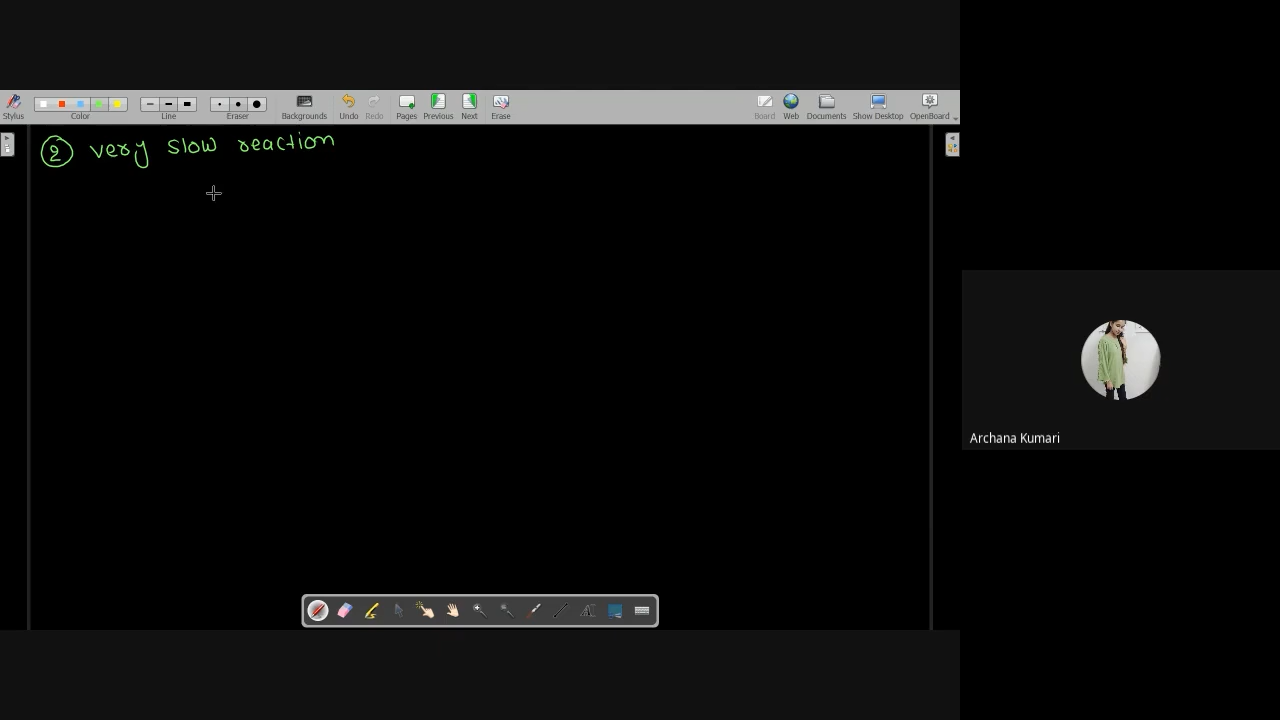 Stylus
Color
Line
Eraser
Backgrounds
Undo
Redo
Pages
Previous
Next
Erase
Board
Web
Documents
Show Desktop
OpenBoard
② very slow reaction
Archana Kumari